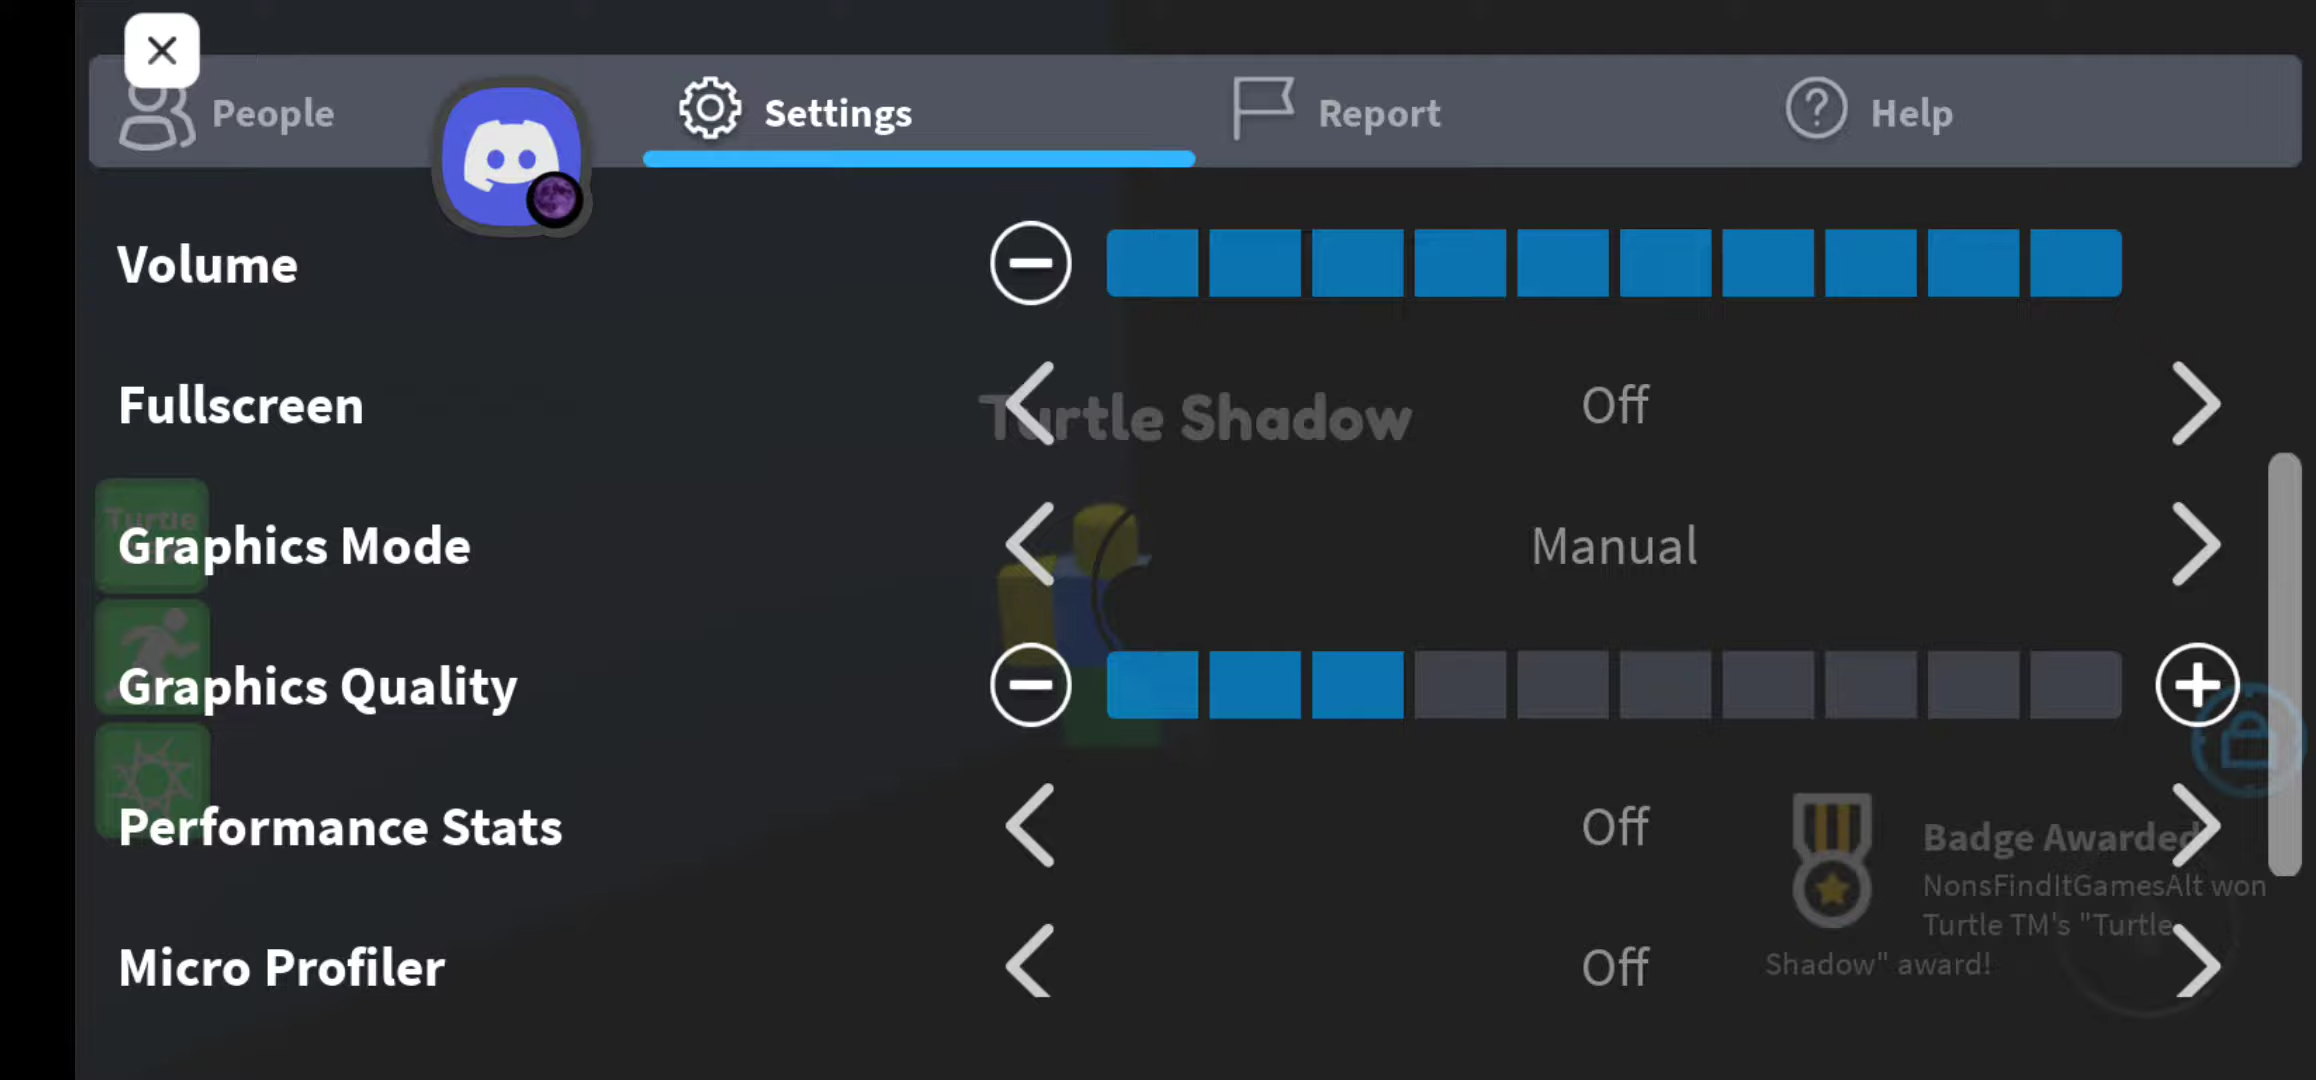 People
Settings
Report
Help
Volume
Fullscreen
Off
Turtle Shadow
Turtle
Graphics Mode
Manual
Graphics Quality
Performance Stats
Off
Badge Awarded
NonsFindItGamesAlt won
Turtle TM's "Turtle
Shadow" award!
Micro Profiler
Off